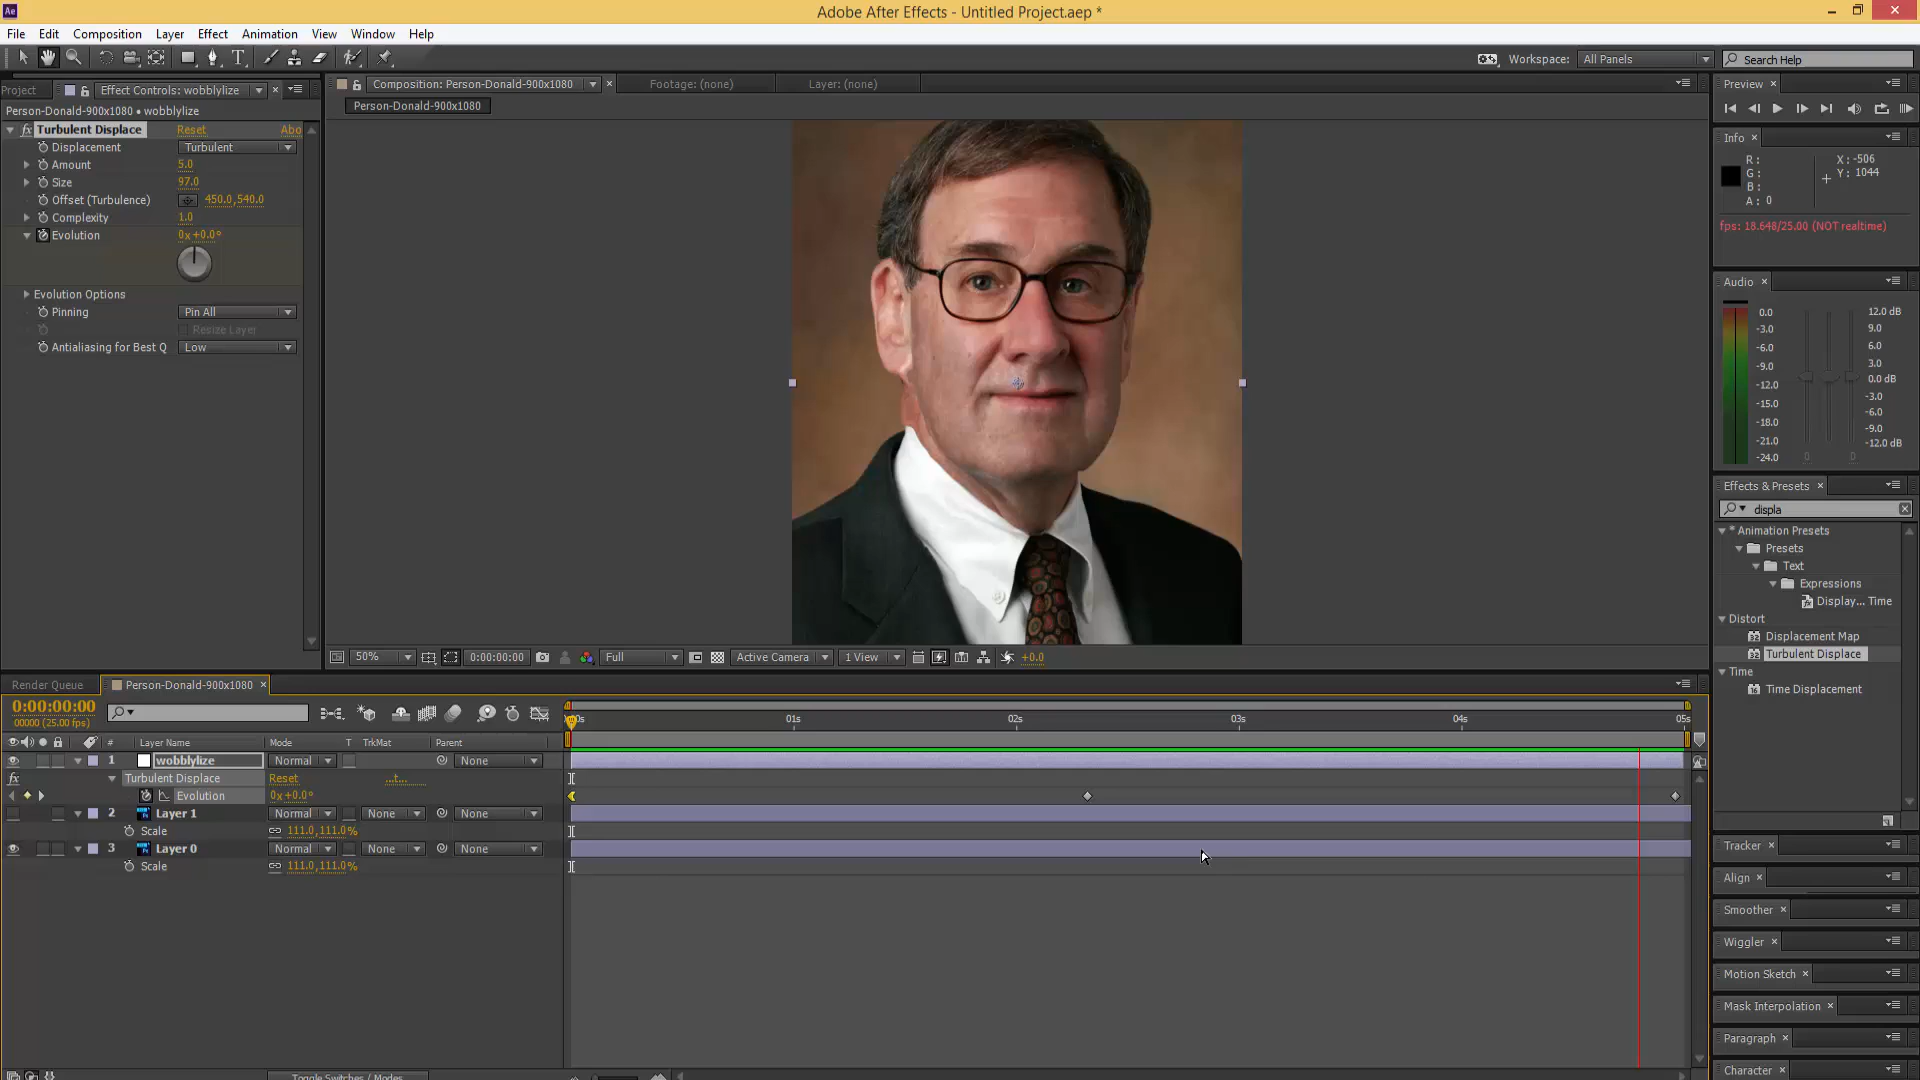 Ae
Adobe After Effects - Untitled Project.aep *
File Edit Composition Layer Effect Animation View Window Help
T
Workspace: All Panels
Search Help
Project
Effect Controls: wobblylize
Person-Donald-900x1080 • wobblylize
fx Turbulent Displace Reset Abo
Displacement Turbulent
Amount 5.0
Size 97.0
Offset (Turbulence) 450.0,540.0
Complexity 1.0
Evolution 0x+0.0°
Evolution Options
Pinning Pin All
Resize Layer
Antialiasing for Best Q Low
Composition: Person-Donald-900x1080
Footage: (none)
Layer: (none)
Person-Donald-900x1080
50%
0:00:00:00
Full
Active Camera
1 View
+0.0
Preview
Info
R :
G :
B :
A : 0
X : -506
Y : 1044
fps: 18.648/25.00 (NOT realtime)
Audio
0.0
-3.0
-6.0
-9.0
-12.0
-15.0
-18.0
-21.0
-24.0
12.0 dB
9.0
6.0
3.0
0.0 dB
-3.0
-6.0
-9.0
-12.0 dB
0 0
Effects & Presets
displa
* Animation Presets
Presets
Text
Expressions
Display... Time
Distort
Displacement Map
Turbulent Displace
Time
Time Displacement
Tracker
Align
Smoother
Wiggler
Motion Sketch
Mask Interpolation
Paragraph
Character
Render Queue
Person-Donald-900x1080
0:00:00:00
00000 (25.00 fps)
01s 02s 03s 04s 05s
# Layer Name Mode T TrkMat Parent
1 wobblylize Normal None
fx Turbulent Displace Reset ...t...
Evolution 0x+0.0°
2 Layer 1 Normal None None
Scale 111.0,111.0%
3 Layer 0 Normal None None
Scale 111.0,111.0%
Toggle Switches / Modes